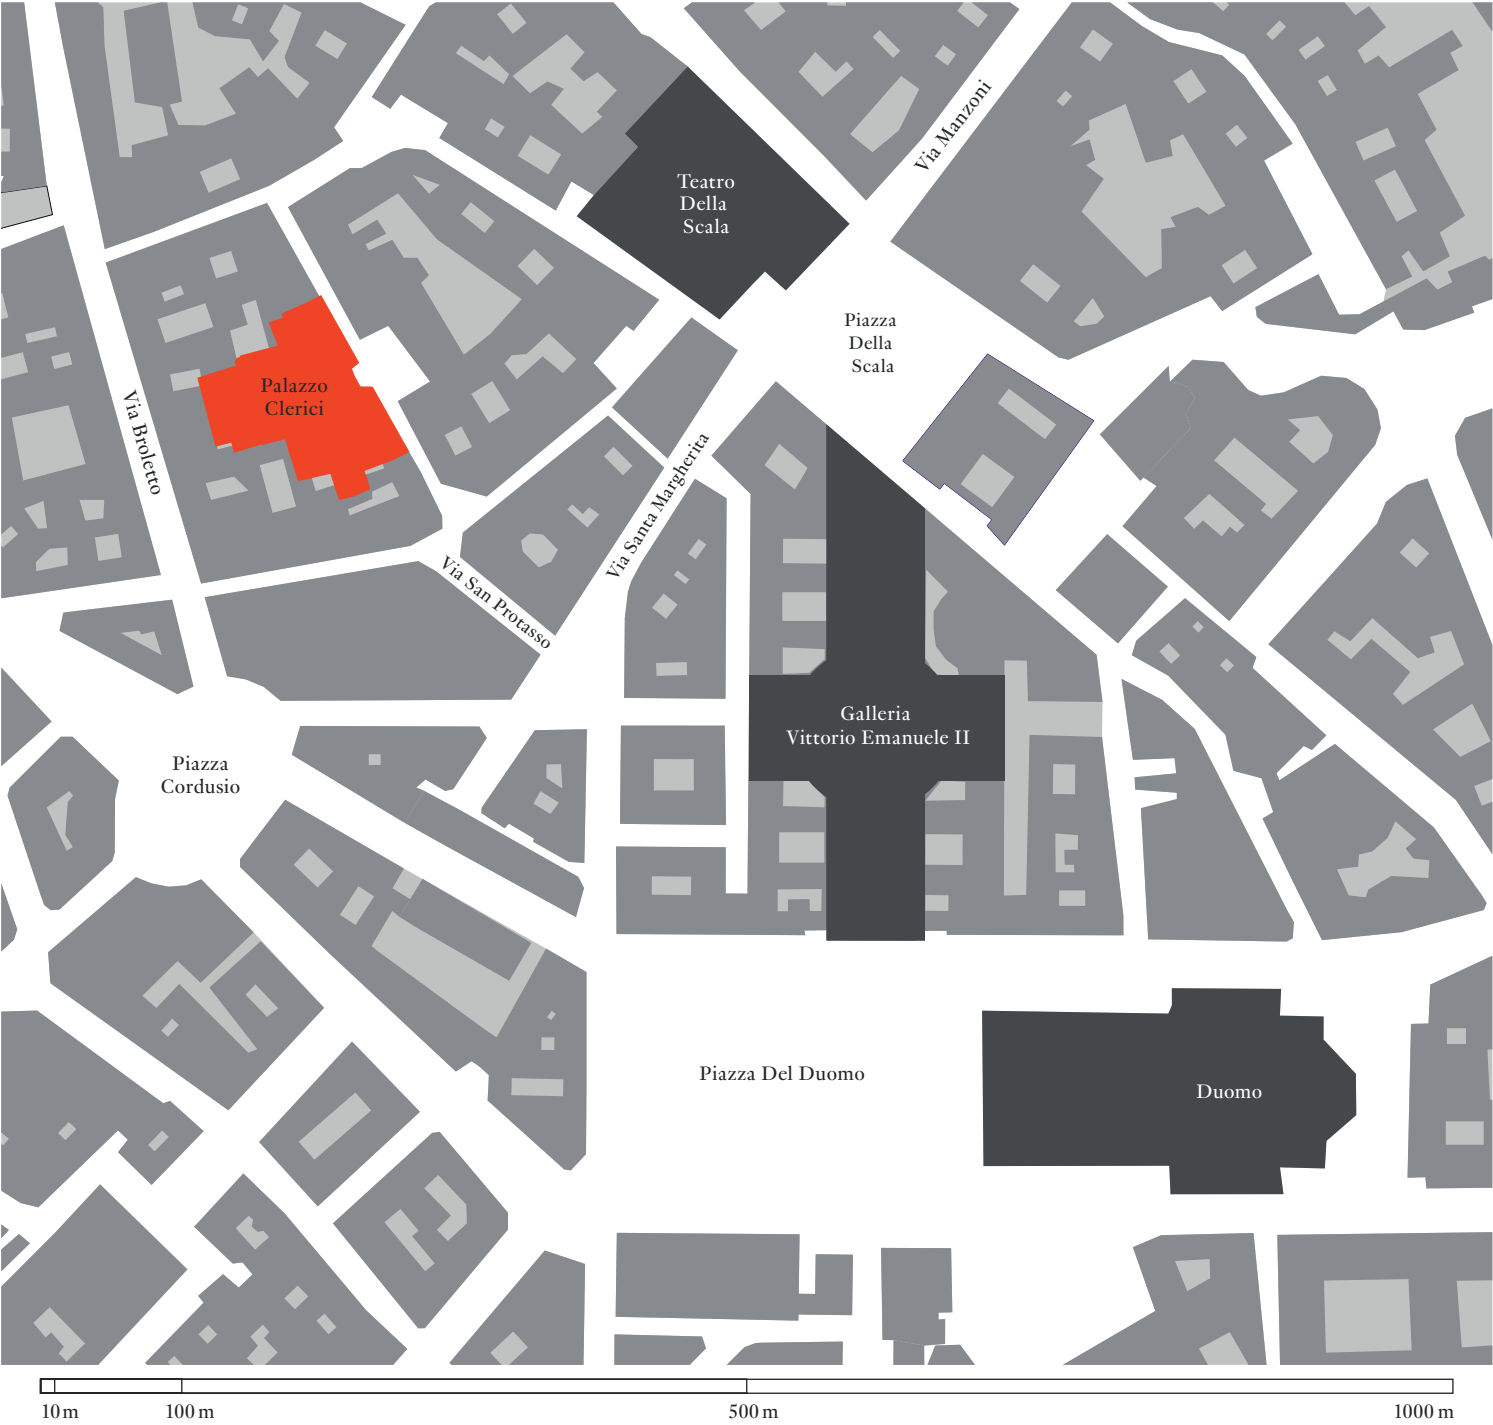 Via Manzoni
Teatro
Della
Scala
Piazza
Della
Scala
Palazzo
Clerici
Via Broletto
Via Santa Margherita
Via San Protasso
Galleria
Vittorio Emanuele II
Piazza
Cordusio
Piazza Del Duomo
Duomo
10 m 100 m 500 m 1000 m